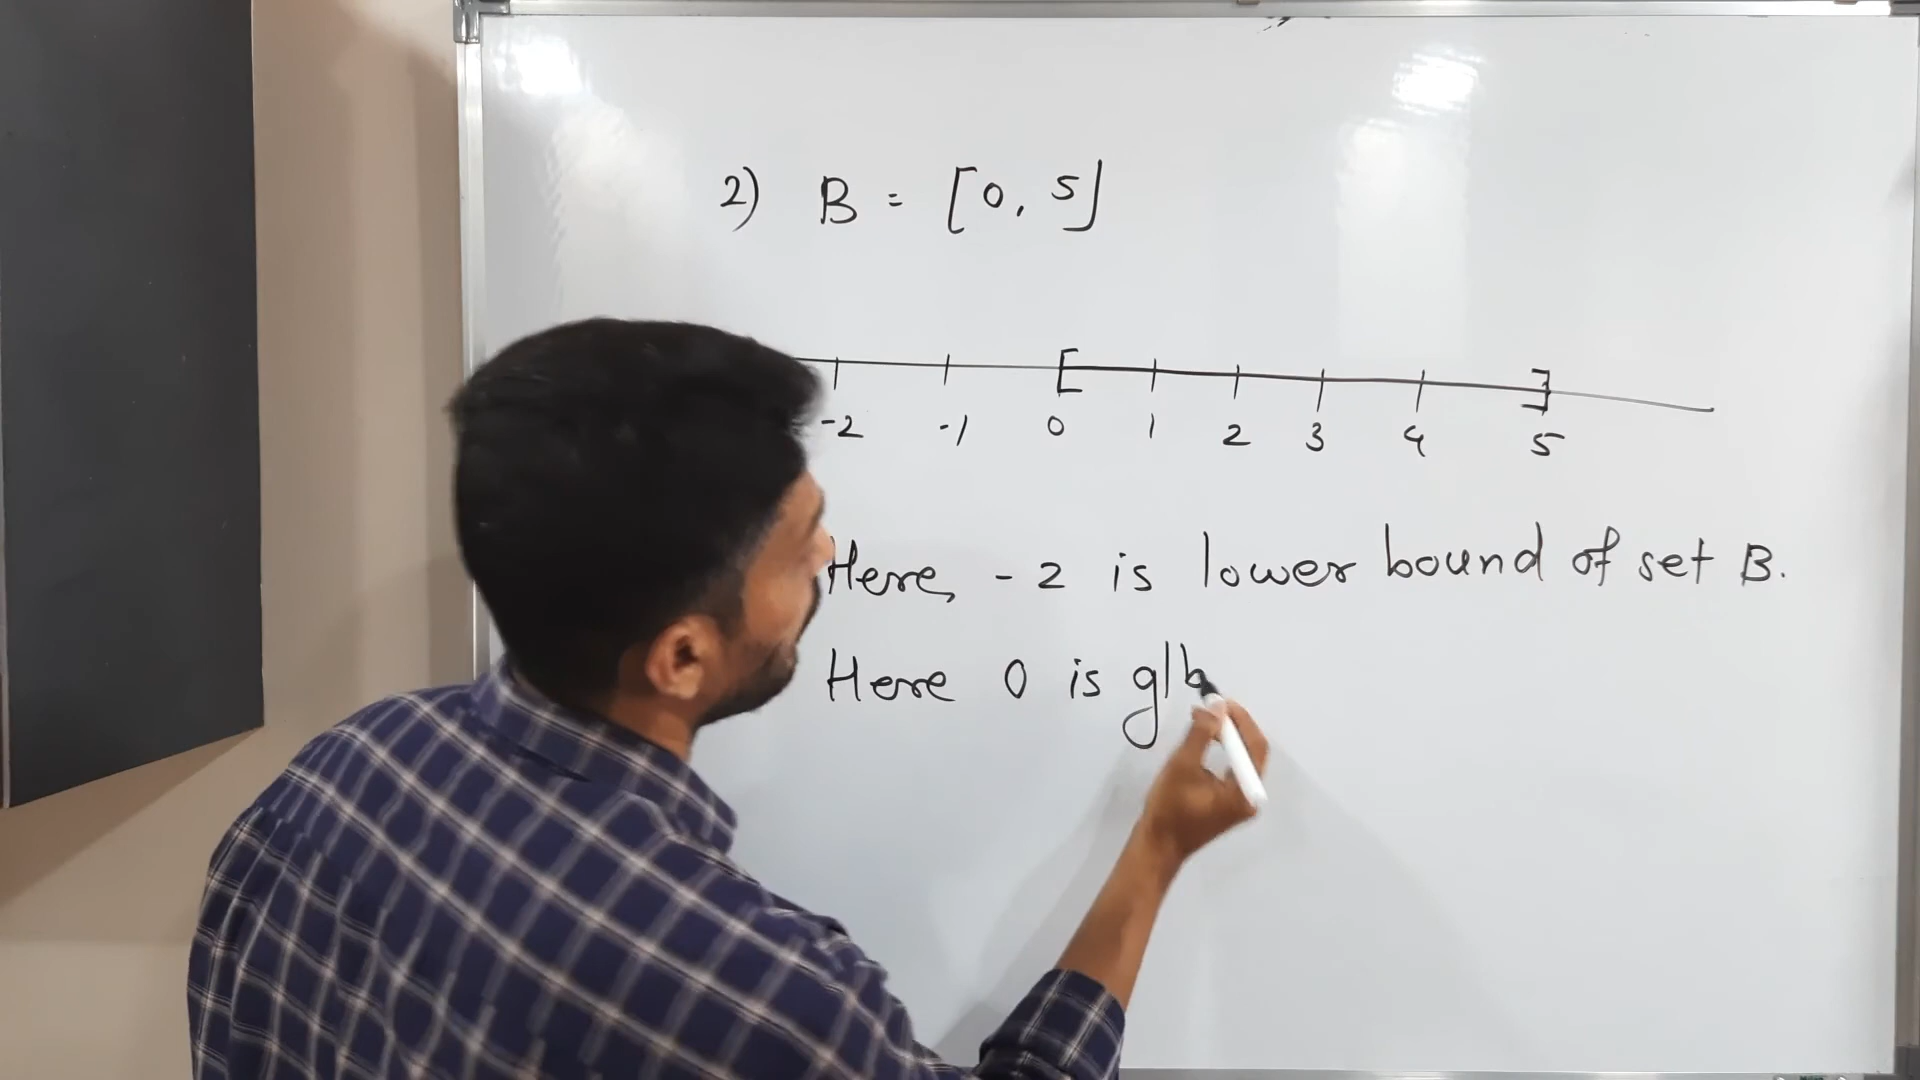 2) B = [0, 5]
-2 -1 0 1 2 3 4 5
Here, -2 is lower bound of set B.
Here 0 is glb